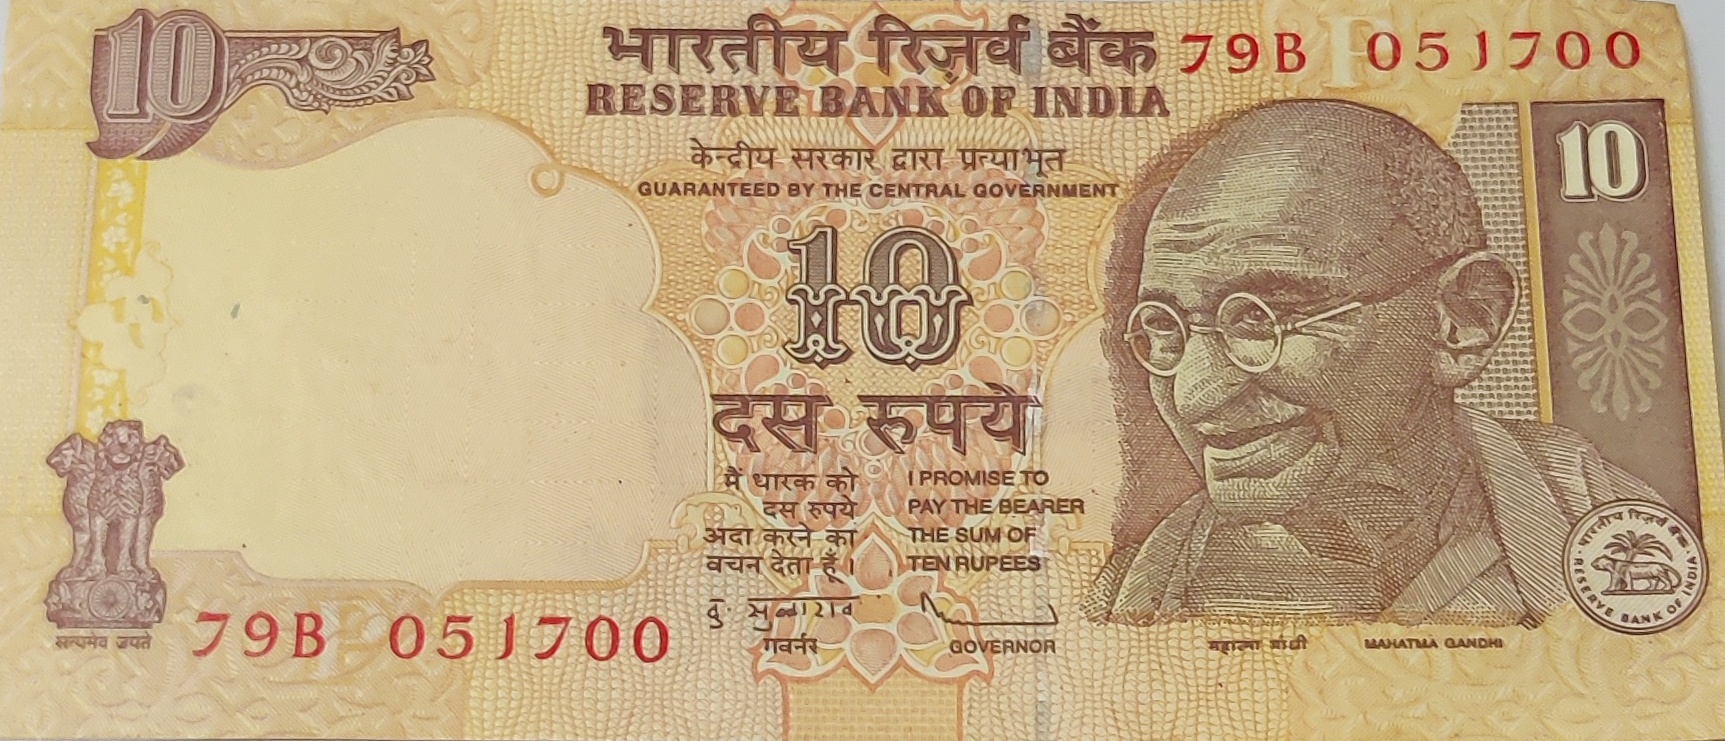 10
भारतीय रिज़र्व बैंक
79B 051700
RESERVE BANK OF INDIA
केन्द्रीय सरकार द्वारा प्रत्याभूत
GUARANTEED BY THE CENTRAL GOVERNMENT
10
10
दस रुपये
मैं धारक को
दस रुपये
अदा करने का
वचन देता हूँ।
I PROMISE TO
PAY THE BEARER
THE SUM OF
TEN RUPEES
गवर्नर
GOVERNOR
सत्यमेव जयते
79B 051700
महात्मा गांधी
MAHATMA GANDHI
भारतीय रिज़र्व बैंक
RESERVE BANK OF INDIA